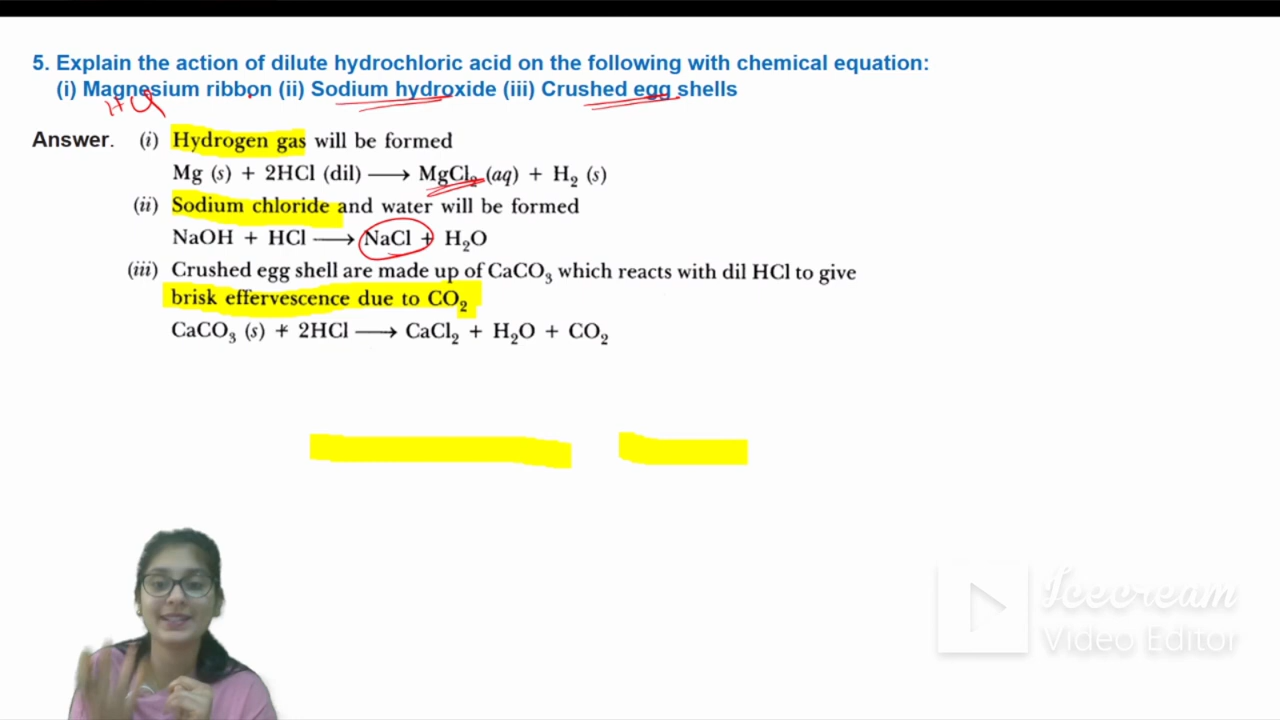 5. Explain the action of dilute hydrochloric acid on the following with chemical equation:
(i) Magnesium ribbon (ii) Sodium hydroxide (iii) Crushed egg shells
HCl
Answer. (i) Hydrogen gas will be formed
Mg (s) + 2HCl (dil) ⟶ MgCl₂ (aq) + H₂ (s)
(ii) Sodium chloride and water will be formed
NaOH + HCl ⟶ NaCl + H₂O
(iii) Crushed egg shell are made up of CaCO₃ which reacts with dil HCl to give
brisk effervescence due to CO₂
CaCO₃ (s) + 2HCl ⟶ CaCl₂ + H₂O + CO₂
Icecream
Video Editor